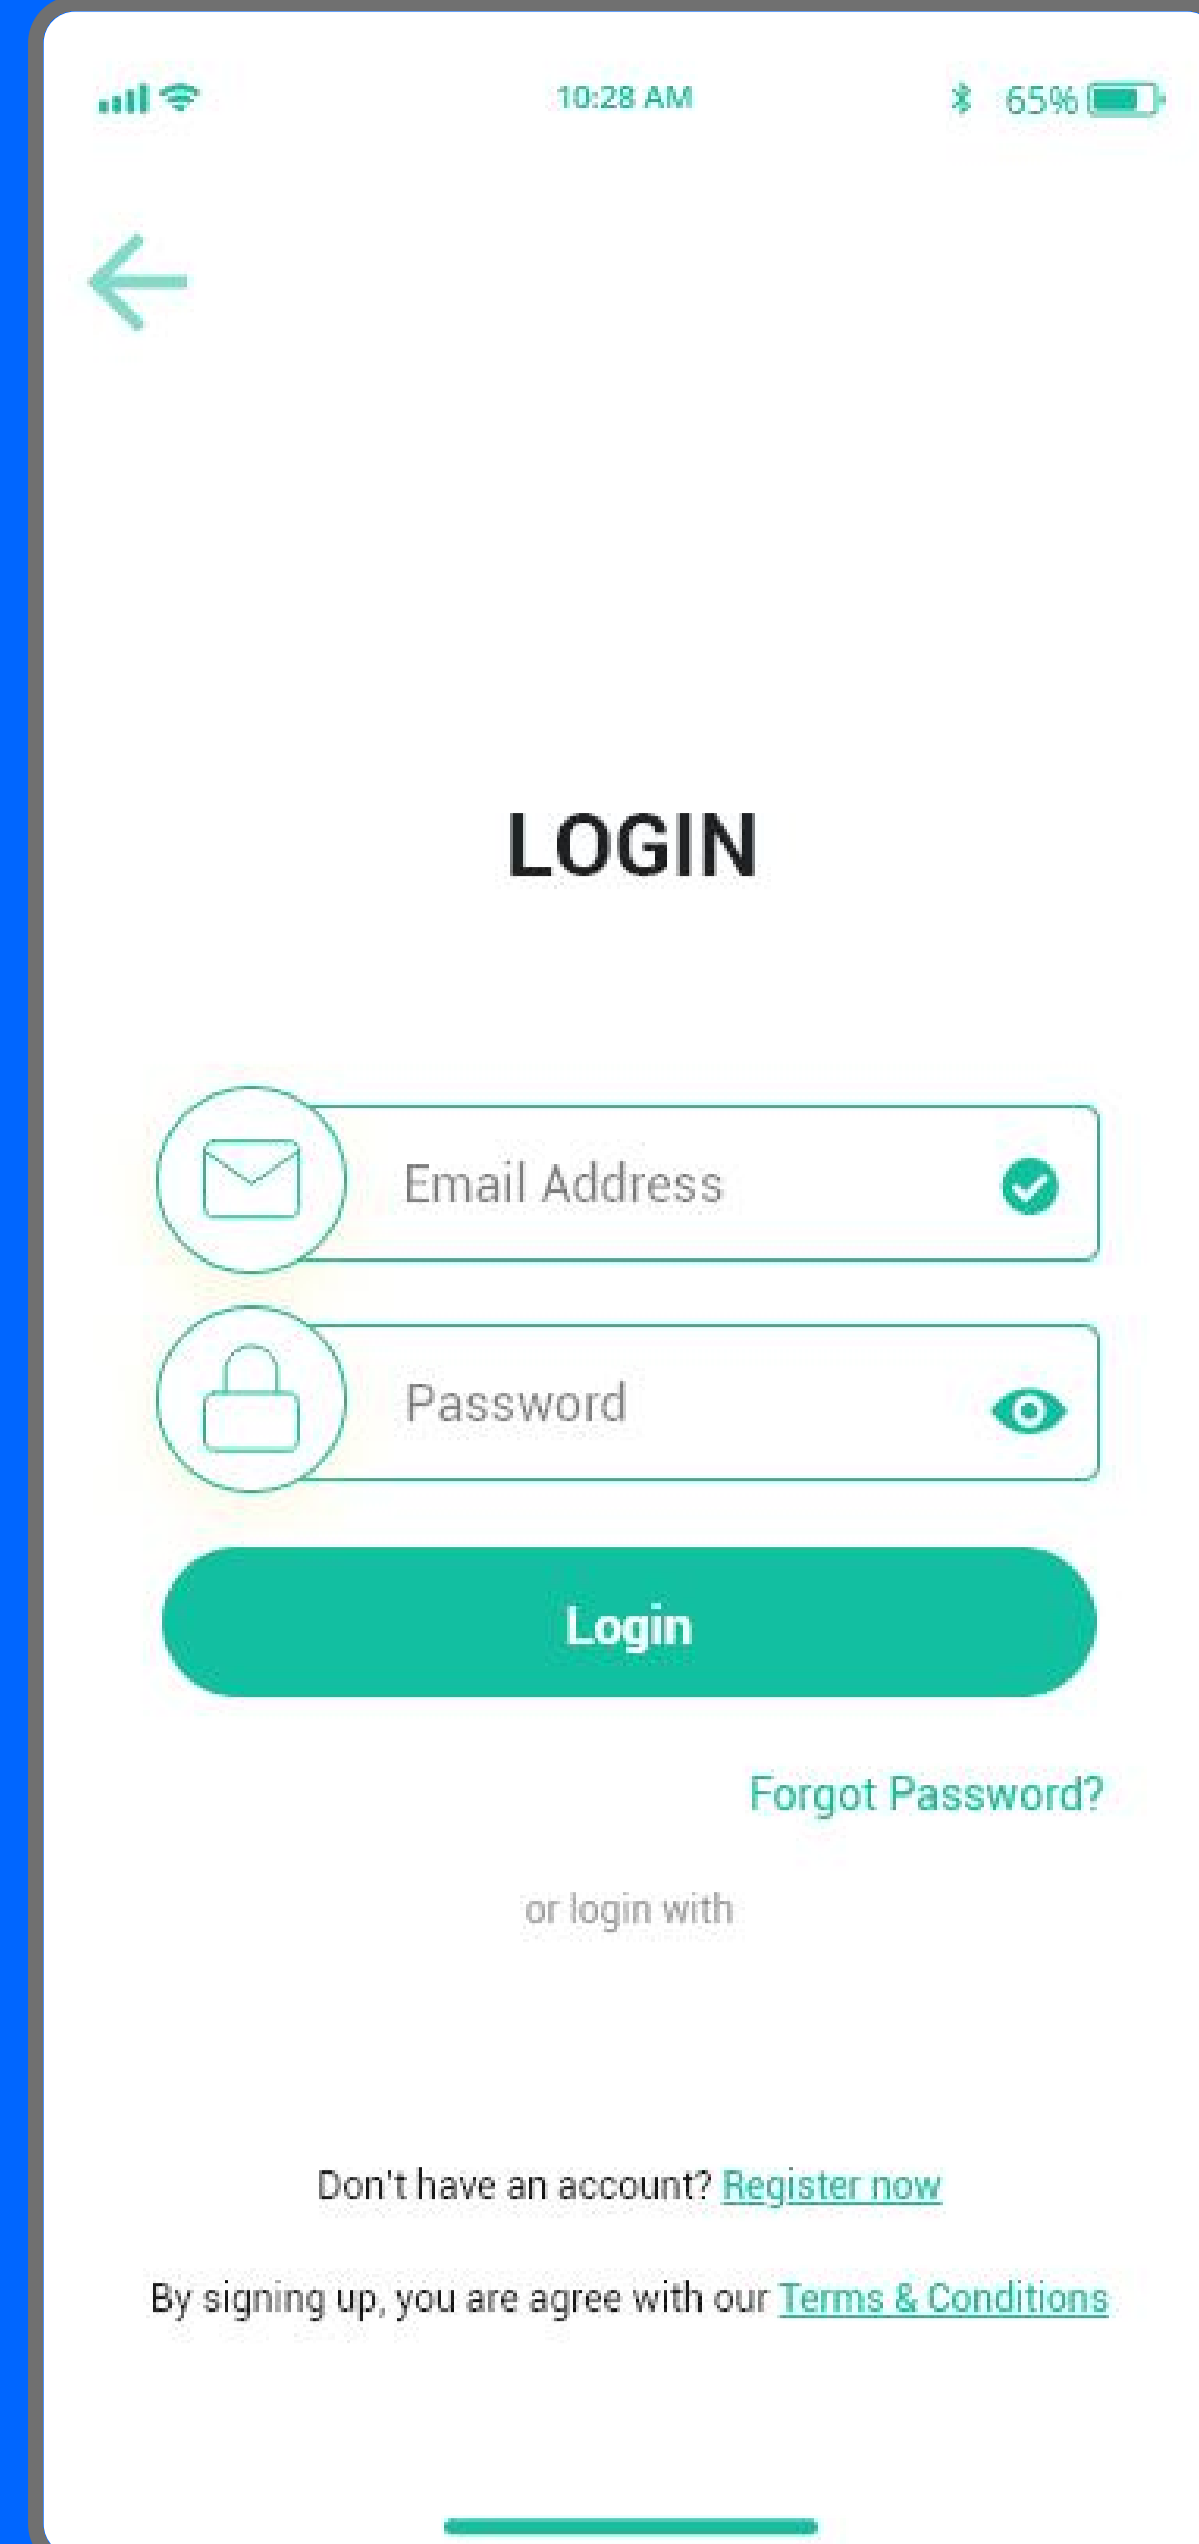 10:28 AM 65%
LOGIN
Email Address
Password
Login
Forgot Password?
or login with
Don't have an account? Register now
By signing up, you are agree with our Terms & Conditions